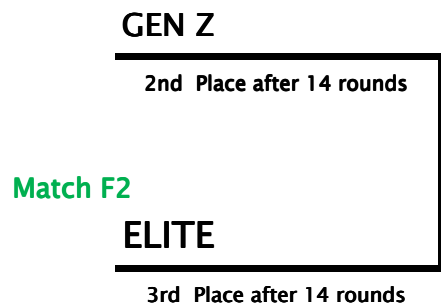 GEN Z
2nd  Place after 14 rounds
Match F2
ELITE
3rd  Place after 14 rounds